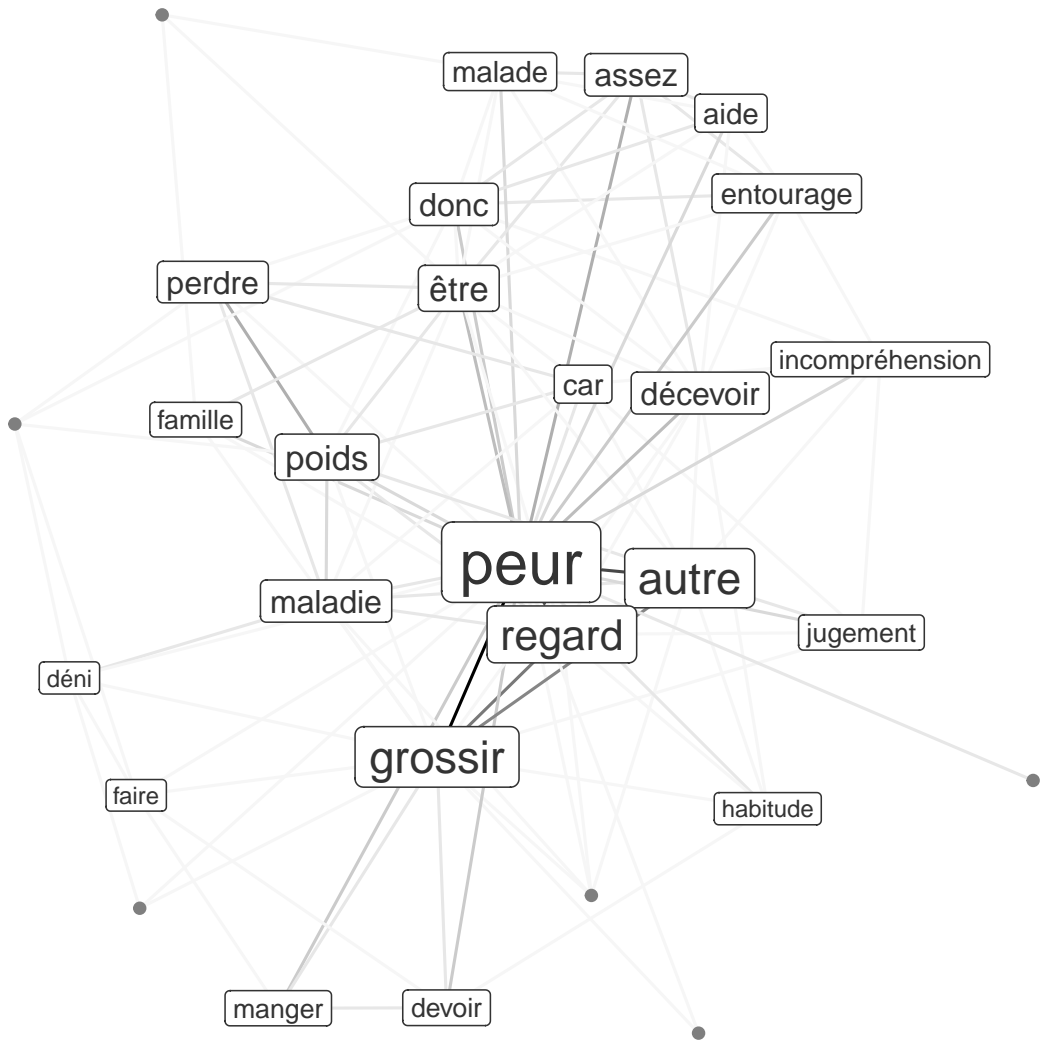 malade
assez
aide
donc
entourage
perdre
être
incompréhension
car
décevoir
famille
poids
peur
autre
maladie
regard
jugement
déni
grossir
faire
habitude
manger
devoir